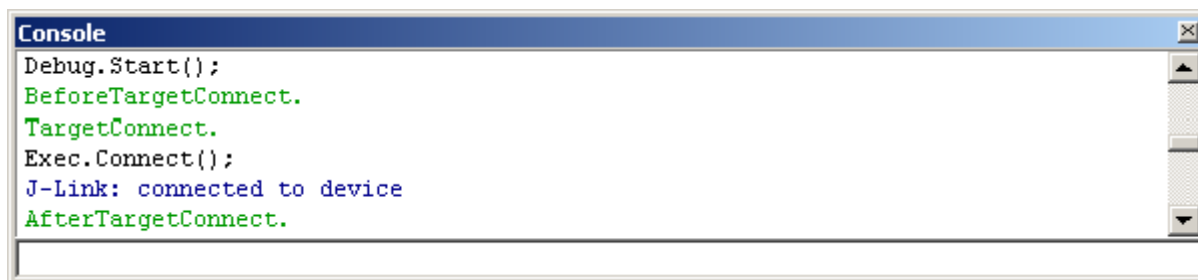 Console
Debug.Start();
BeforeTargetConnect.
TargetConnect.
Exec.Connect();
J-Link: connected to device
AfterTargetConnect.